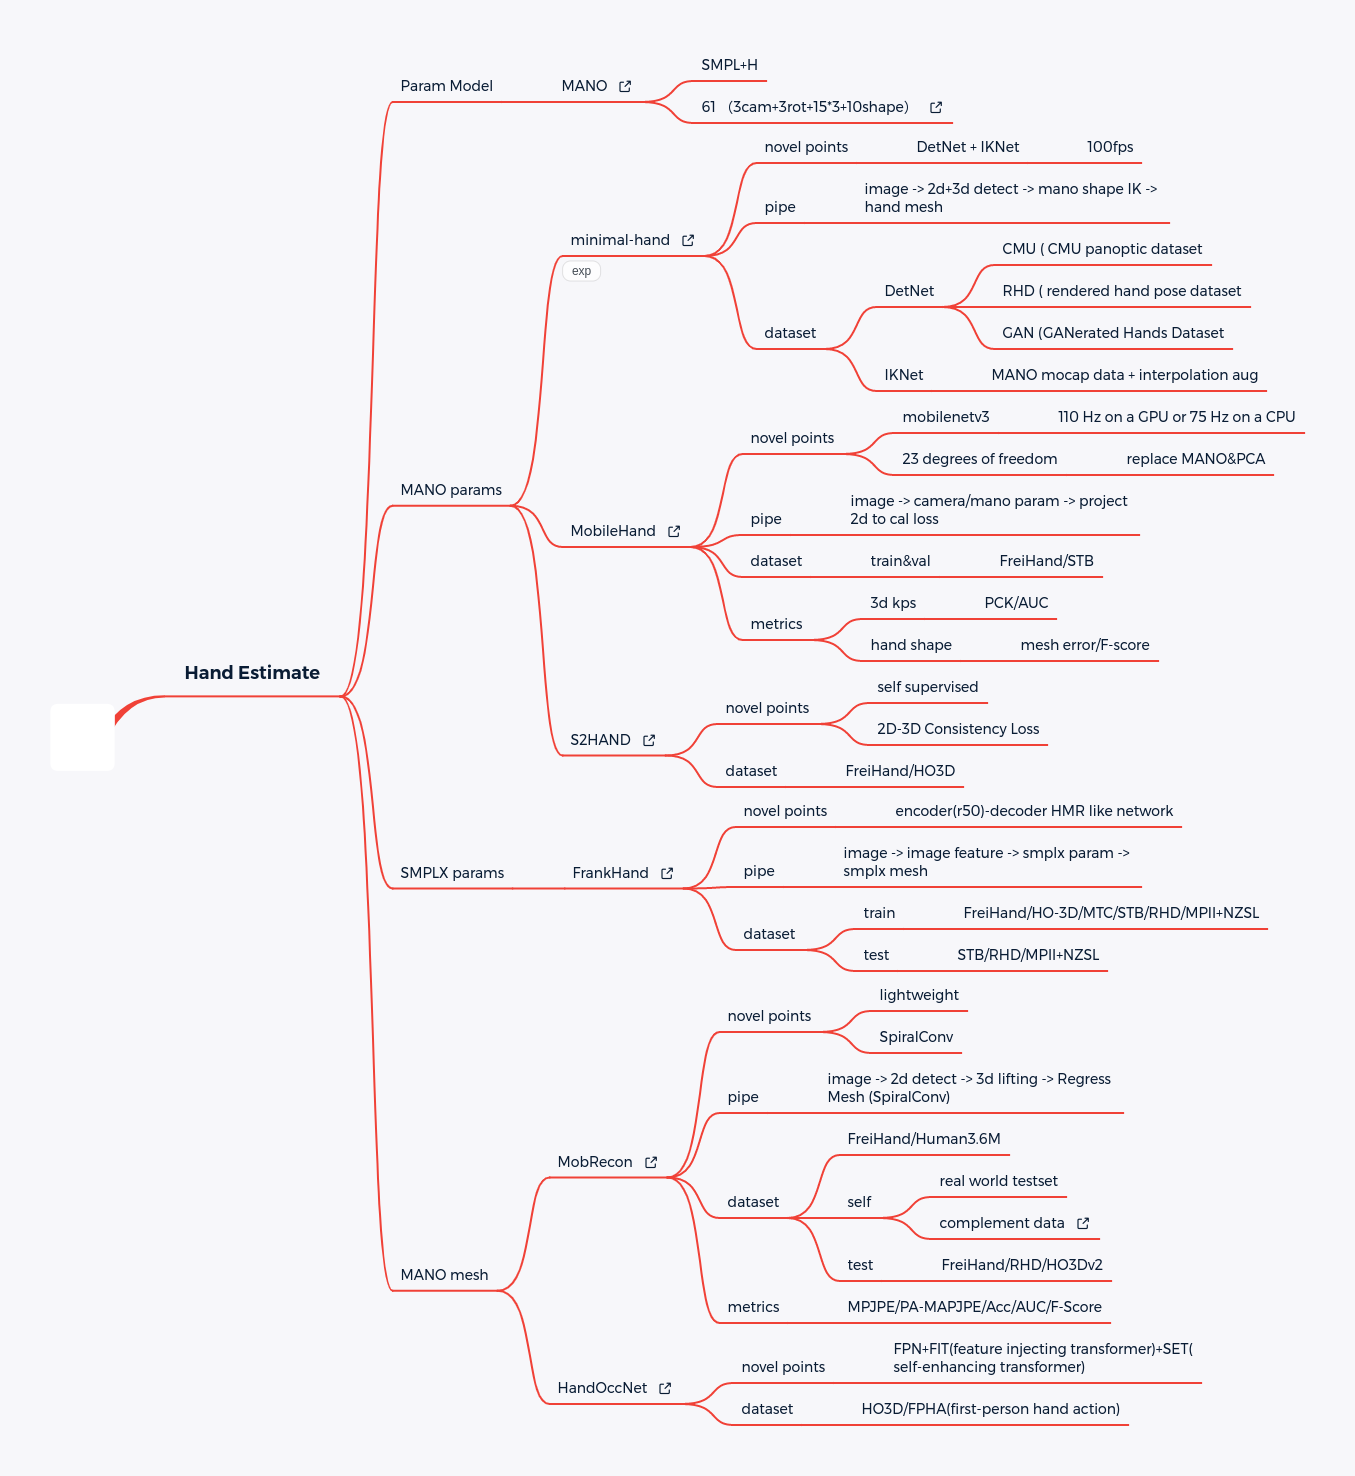 SMPL+H
Param Model MANO
61 (3cam+3rot+15*3+10shape)
novel points DetNet + IKNet 100fps
image -> 2d+3d detect -> mano shape IK ->
pipe hand mesh
minimal-hand
exp
CMU ( CMU panoptic dataset
DetNet RHD ( rendered hand pose dataset
dataset GAN (GANerated Hands Dataset
IKNet MANO mocap data + interpolation aug
mobilenetv3 110 Hz on a GPU or 75 Hz on a CPU
novel points
23 degrees of freedom replace MANO&PCA
MANO params
image -> camera/mano param -> project
pipe 2d to cal loss
MobileHand
dataset train&val FreiHand/STB
3d kps PCK/AUC
metrics
hand shape mesh error/F-score
Hand Estimate
self supervised
novel points
2D-3D Consistency Loss
S2HAND
dataset FreiHand/HO3D
novel points encoder(r50)-decoder HMR like network
image -> image feature -> smplx param ->
pipe smplx mesh
SMPLX params FrankHand
train FreiHand/HO-3D/MTC/STB/RHD/MPII+NZSL
dataset
test STB/RHD/MPII+NZSL
lightweight
novel points
SpiralConv
image -> 2d detect -> 3d lifting -> Regress
pipe Mesh (SpiralConv)
FreiHand/Human3.6M
MobRecon
real world testset
dataset self
complement data
test FreiHand/RHD/HO3Dv2
MANO mesh
metrics MPJPE/PA-MAPJPE/Acc/AUC/F-Score
FPN+FIT(feature injecting transformer)+SET(
novel points self-enhancing transformer)
HandOccNet
dataset HO3D/FPHA(first-person hand action)